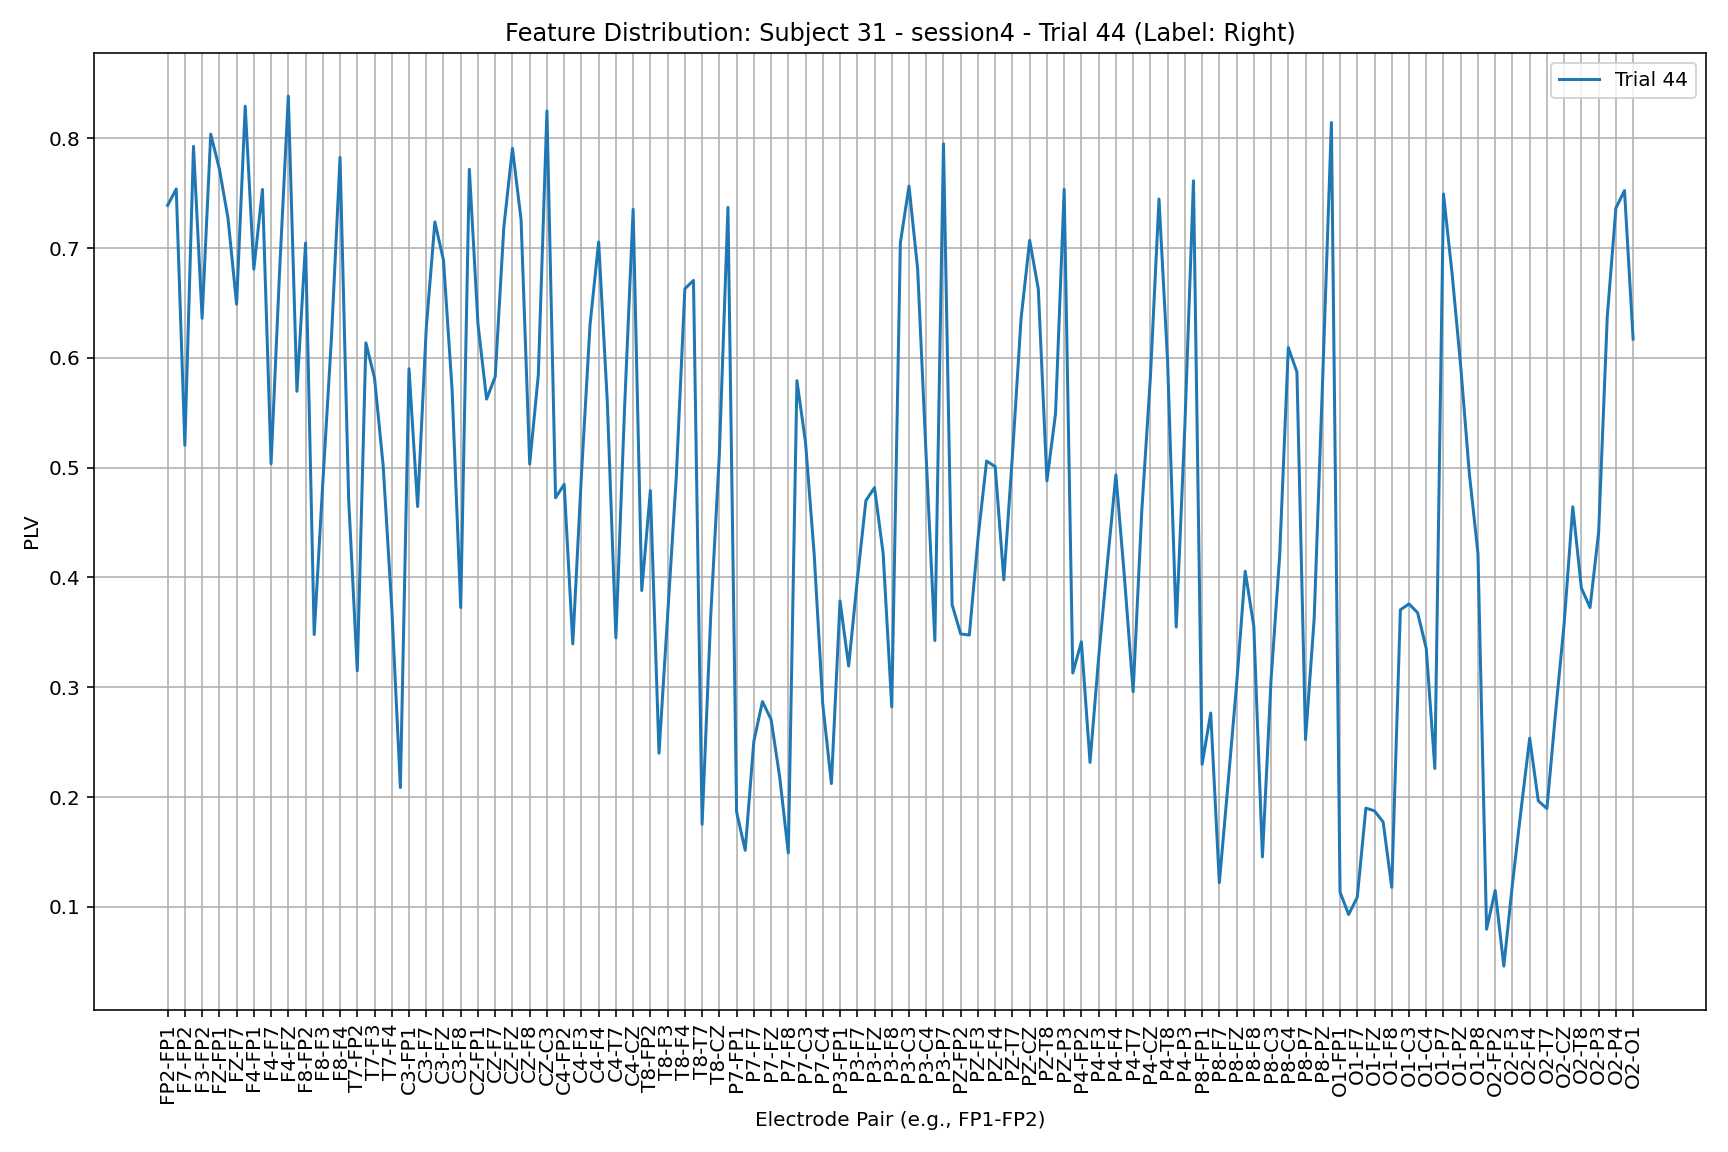 Feature Distribution: Subject 31 - session4 - Trial 44 (Label: Right)
Trial 44
PLV
0.8
0.7
0.6
0.5
0.4
0.3
0.2
0.1
FP2-FP1
F7-FP2
F3-FP2
FZ-FP1
FZ-F7
F4-FP1
F4-F7
F4-FZ
F8-FP2
F8-F3
F8-F4
T7-FP2
T7-F3
T7-F4
C3-FP1
C3-F7
C3-FZ
C3-F8
CZ-FP1
CZ-F7
CZ-FZ
CZ-F8
CZ-C3
C4-FP2
C4-F3
C4-F4
C4-T7
C4-CZ
T8-FP2
T8-F3
T8-F4
T8-T7
T8-CZ
P7-FP1
P7-F7
P7-FZ
P7-F8
P7-C3
P7-C4
P3-FP1
P3-F7
P3-FZ
P3-F8
P3-C3
P3-C4
P3-P7
PZ-FP2
PZ-F3
PZ-F4
PZ-T7
PZ-CZ
PZ-T8
PZ-P3
P4-FP2
P4-F3
P4-F4
P4-T7
P4-CZ
P4-T8
P4-P3
P8-FP1
P8-F7
P8-FZ
P8-F8
P8-C3
P8-C4
P8-P7
P8-PZ
O1-FP1
O1-F7
O1-FZ
O1-F8
O1-C3
O1-C4
O1-P7
O1-PZ
O1-P8
O2-FP2
O2-F3
O2-F4
O2-T7
O2-CZ
O2-T8
O2-P3
O2-P4
O2-O1
Electrode Pair (e.g., FP1-FP2)